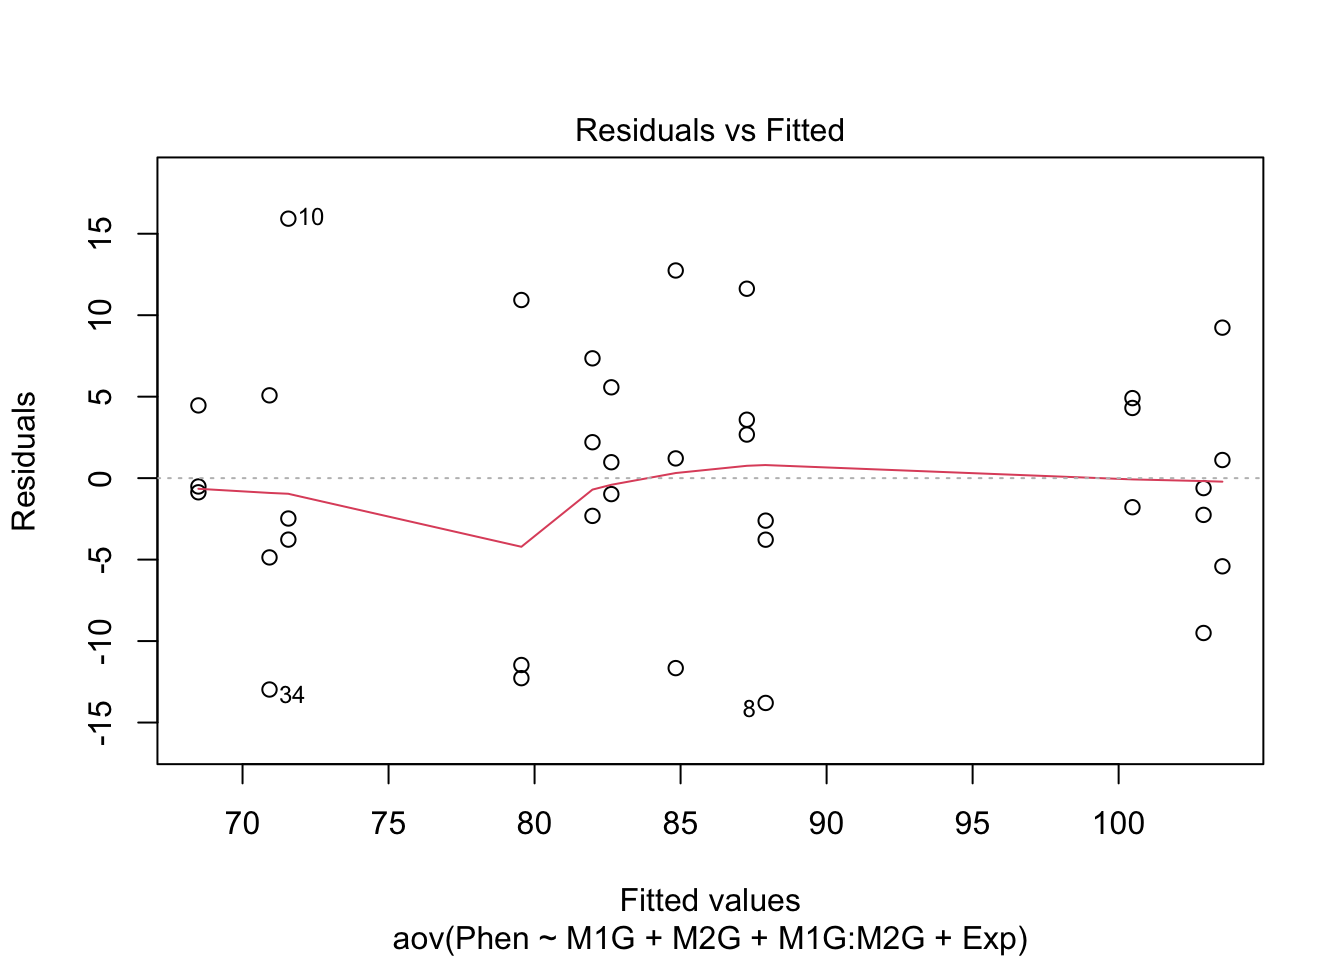 Residuals vs Fitted
Residuals
15
10
5
0
-5
-10
-15
10
34
8
70 75 80 85 90 95 100
Fitted values
aov(Phen ~ M1G + M2G + M1G:M2G + Exp)